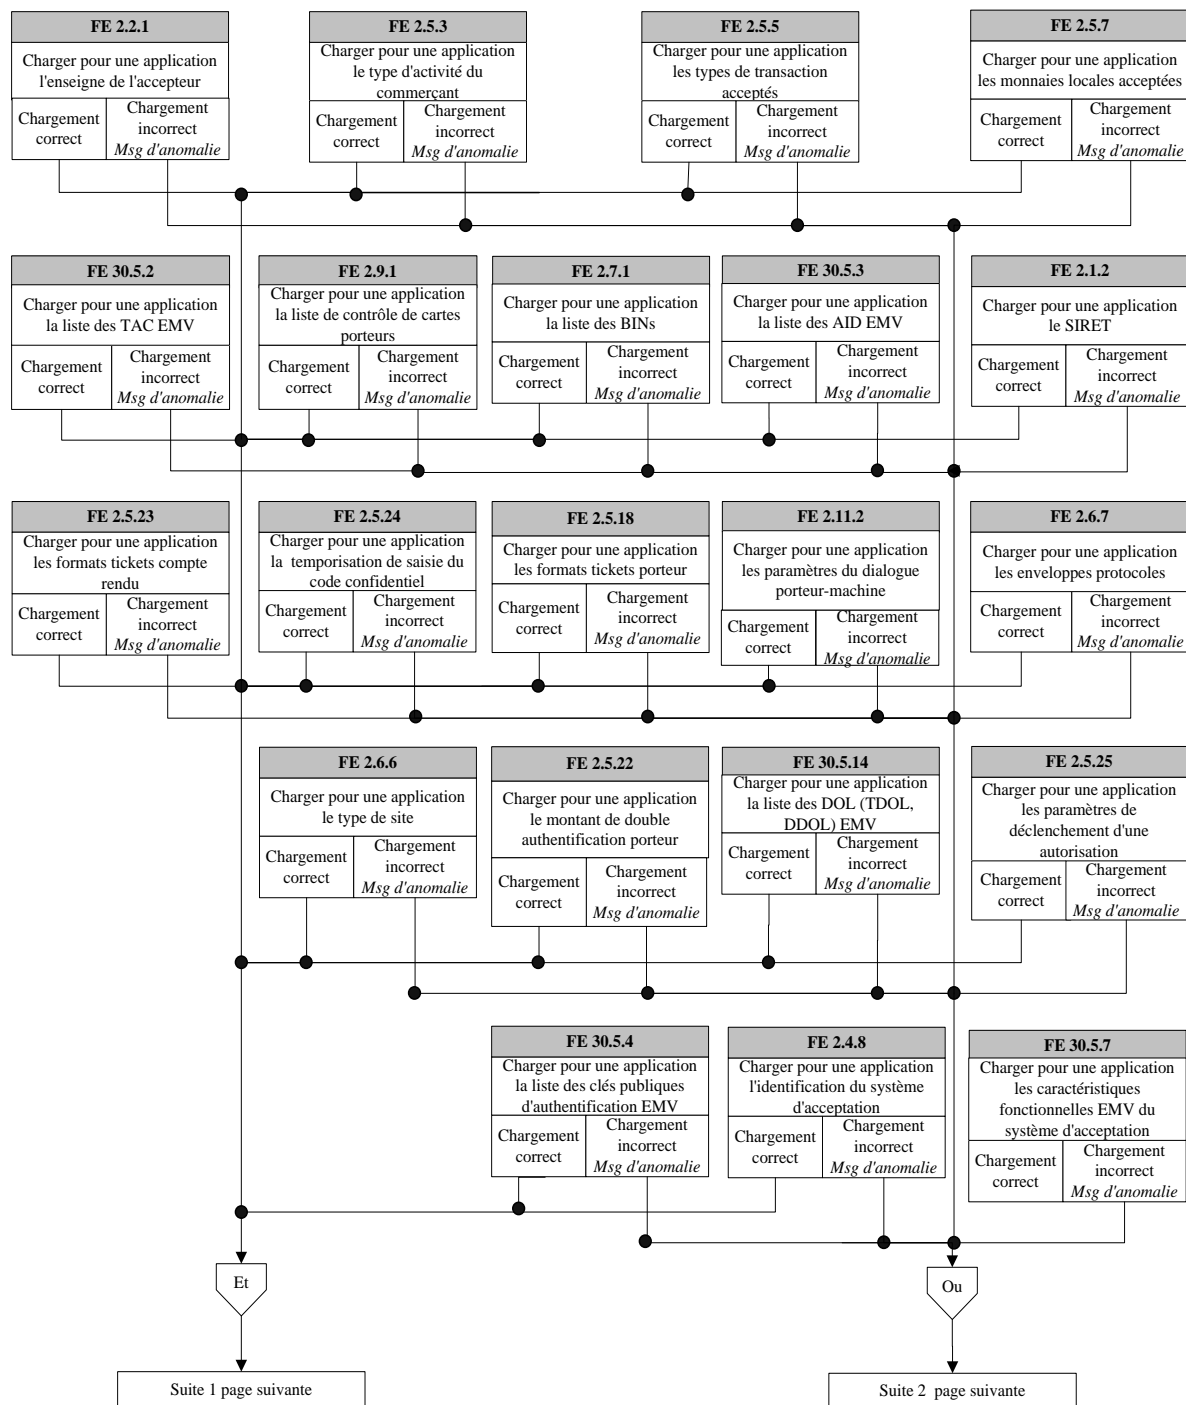 FE 2.2.1
Charger pour une application
l'enseigne de l'accepteur
Chargement
correct
Chargement
incorrect
Msg d'anomalie
FE 2.5.3
Charger pour une application
le type d'activité du
commerçant
Chargement
correct
Chargement
incorrect
Msg d'anomalie
FE 2.5.5
Charger pour une application
les types de transaction
acceptés
Chargement
correct
Chargement
incorrect
Msg d'anomalie
FE 2.5.7
Charger pour une application
les monnaies locales acceptées
Chargement
correct
Chargement
incorrect
Msg d'anomalie
FE 30.5.2
Charger pour une application
la liste des TAC EMV
Chargement
correct
Chargement
incorrect
Msg d'anomalie
FE 2.9.1
Charger pour une application
la liste de contrôle de cartes
porteurs
Chargement
correct
Chargement
incorrect
Msg d'anomalie
FE 2.7.1
Charger pour une application
la liste des BINs
Chargement
correct
Chargement
incorrect
Msg d'anomalie
FE 30.5.3
Charger pour une application
la liste des AID EMV
Chargement
correct
Chargement
incorrect
Msg d'anomalie
FE 2.1.2
Charger pour une application
le SIRET
Chargement
correct
Chargement
incorrect
Msg d'anomalie
FE 2.5.23
Charger pour une application
les formats tickets compte
rendu
Chargement
correct
Chargement
incorrect
Msg d'anomalie
FE 2.5.24
Charger pour une application
la temporisation de saisie du
code confidentiel
Chargement
correct
Chargement
incorrect
Msg d'anomalie
FE 2.5.18
Charger pour une application
les formats tickets porteur
Chargement
correct
Chargement
incorrect
Msg d'anomalie
FE 2.11.2
Charger pour une application
les paramètres du dialogue
porteur-machine
Chargement
correct
Chargement
incorrect
Msg d'anomalie
FE 2.6.7
Charger pour une application
les enveloppes protocoles
Chargement
correct
Chargement
incorrect
Msg d'anomalie
FE 2.6.6
Charger pour une application
le type de site
Chargement
correct
Chargement
incorrect
Msg d'anomalie
FE 2.5.22
Charger pour une application
le montant de double
authentification porteur
Chargement
correct
Chargement
incorrect
Msg d'anomalie
FE 30.5.14
Charger pour une application
la liste des DOL (TDOL,
DDOL) EMV
Chargement
correct
Chargement
incorrect
Msg d'anomalie
FE 2.5.25
Charger pour une application
les paramètres de
déclenchement d'une
autorisation
Chargement
correct
Chargement
incorrect
Msg d'anomalie
FE 30.5.4
Charger pour une application
la liste des clés publiques
d'authentification EMV
Chargement
correct
Chargement
incorrect
Msg d'anomalie
FE 2.4.8
Charger pour une application
l'identification du système
d'acceptation
Chargement
correct
Chargement
incorrect
Msg d'anomalie
FE 30.5.7
Charger pour une application
les caractéristiques
fonctionnelles EMV du
système d'acceptation
Chargement
correct
Chargement
incorrect
Msg d'anomalie
Et
Ou
Suite 1 page suivante
Suite 2 page suivante